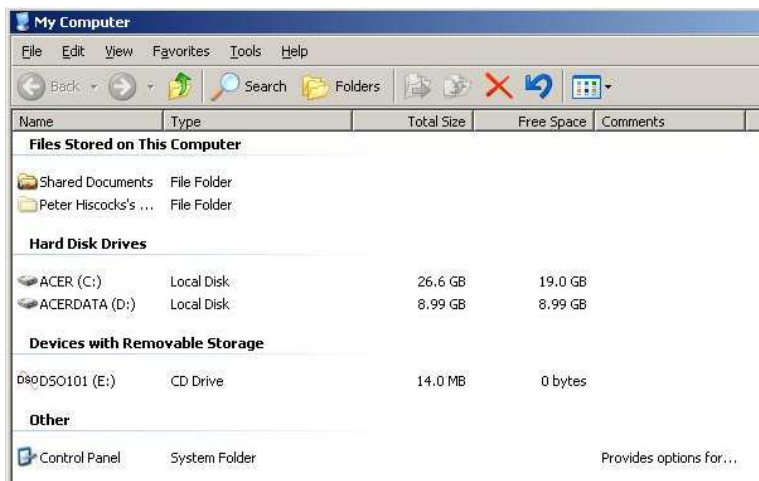 My Computer
File Edit View Favorites Tools Help
Back Search Folders
Name Type Total Size Free Space Comments
Files Stored on This Computer
Shared Documents File Folder
Peter Hiscocks's ... File Folder
Hard Disk Drives
ACER (C:) Local Disk 26.6 GB 19.0 GB
ACERDATA (D:) Local Disk 8.99 GB 8.99 GB
Devices with Removable Storage
DSO DSO101 (E:) CD Drive 14.0 MB 0 bytes
Other
Control Panel System Folder Provides options for...